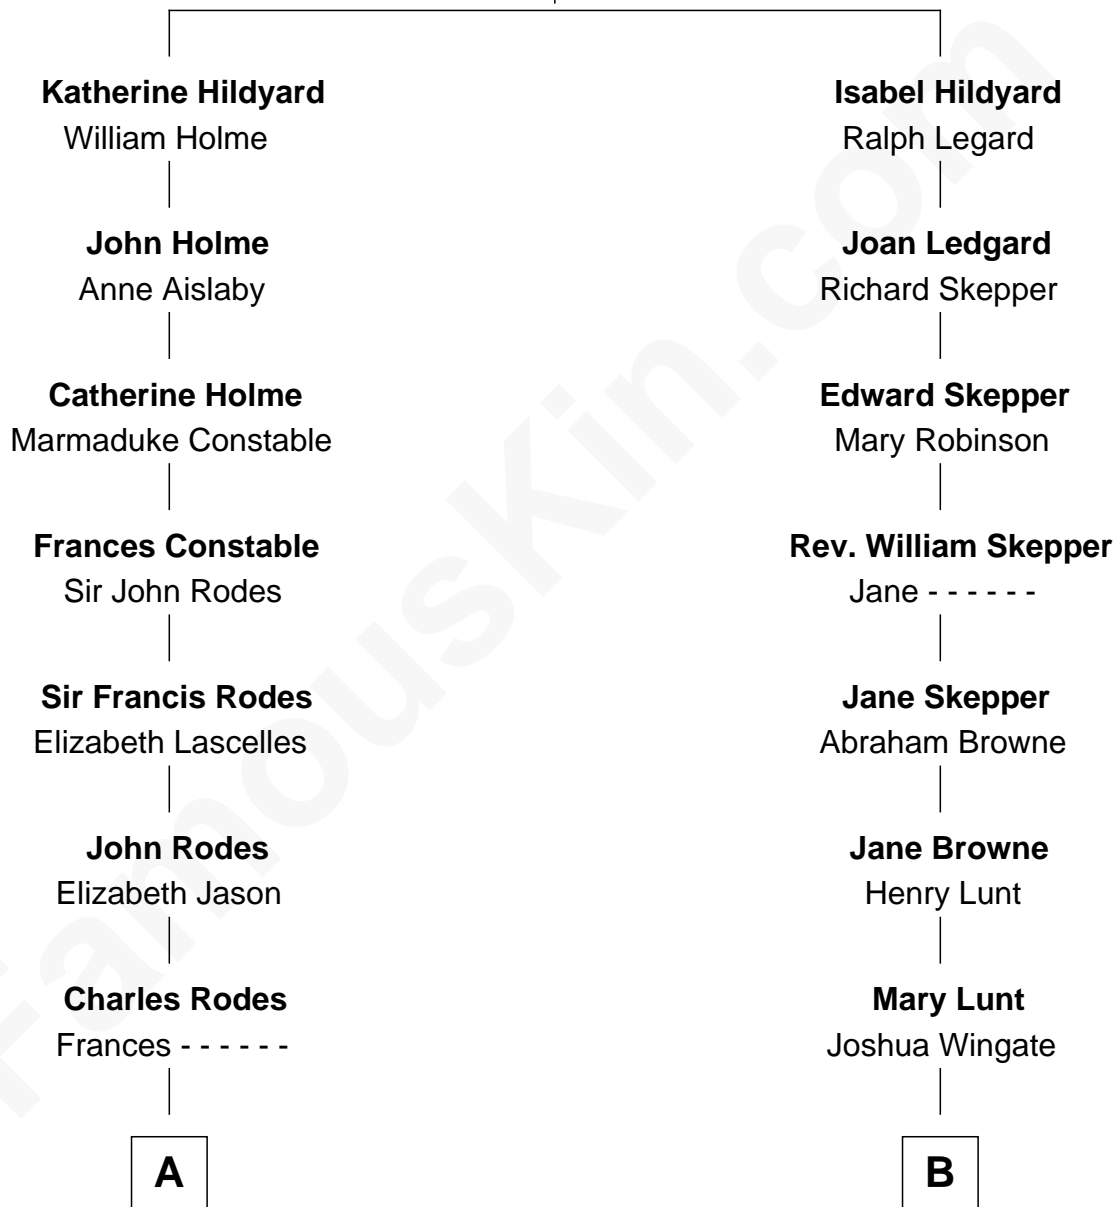 Katherine Hildyard
William Holme
John Holme
Anne Aislaby
Catherine Holme
Marmaduke Constable
Frances Constable
Sir John Rodes
Sir Francis Rodes
Elizabeth Lascelles
John Rodes
Elizabeth Jason
Charles Rodes
Frances - - - - - -
A
Isabel Hildyard
Ralph Legard
Joan Ledgard
Richard Skepper
Edward Skepper
Mary Robinson
Rev. William Skepper
Jane - - - - - -
Jane Skepper
Abraham Browne
Jane Browne
Henry Lunt
Mary Lunt
Joshua Wingate
B
FamousKin.com